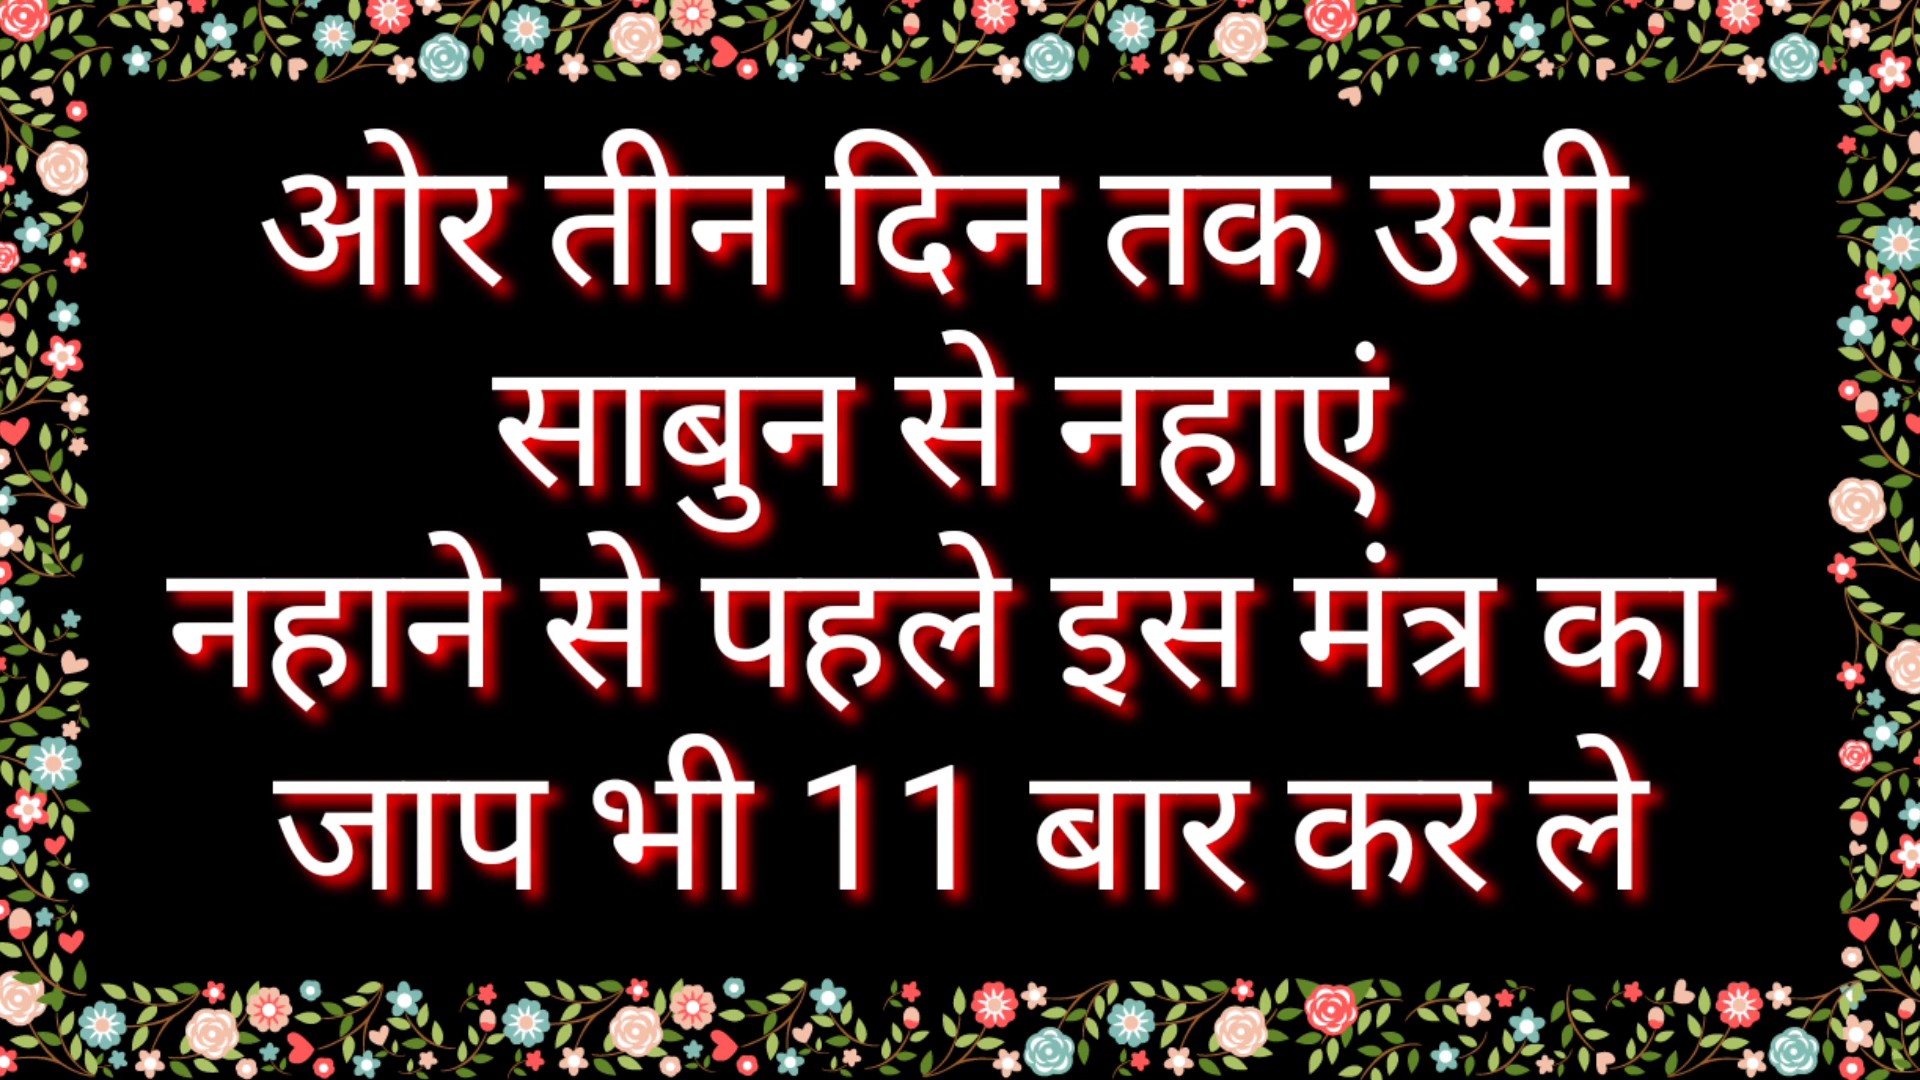 ओर तीन दिन तक उसी
साबुन से नहाएं
नहाने से पहले इस मंत्र का
जाप भी 11 बार कर ले